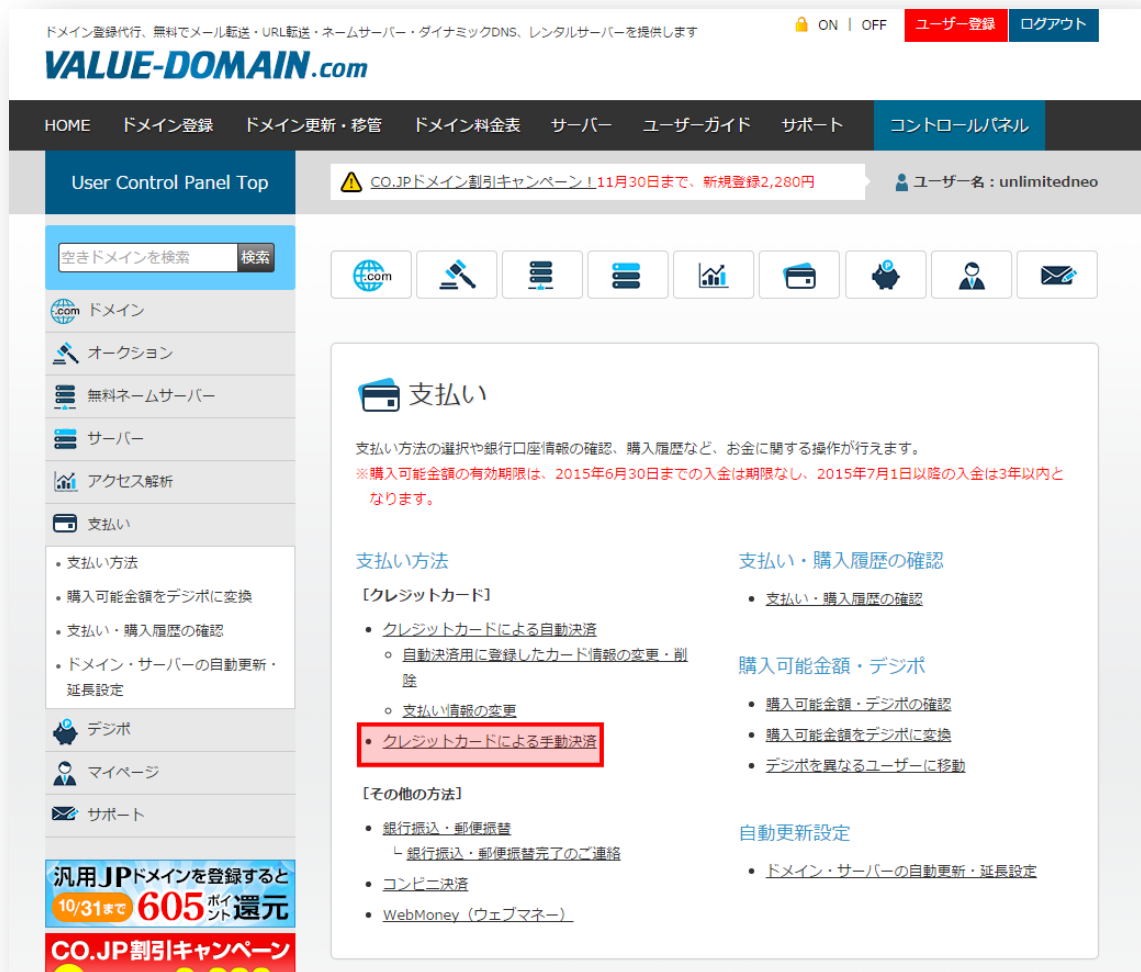 ドメイン登録代行、無料でメール転送・URL転送・ネームサーバー・ダイナミックDNS、レンタルサーバーを提供します
ON | OFF
ユーザー登録
ログアウト
VALUE-DOMAIN.com
HOME ドメイン登録 ドメイン更新・移管 ドメイン料金表 サーバー ユーザーガイド サポート コントロールパネル
User Control Panel Top
CO.JPドメイン割引キャンペーン！11月30日まで、新規登録2,280円
ユーザー名：unlimitedneo
空きドメインを検索
検索
.com ドメイン
オークション
無料ネームサーバー
サーバー
アクセス解析
支払い
・支払い方法
・購入可能金額をデジポに変換
・支払い・購入履歴の確認
・ドメイン・サーバーの自動更新・
延長設定
デジポ
マイページ
サポート
汎用JPドメインを登録すると
10/31まで 605ポイント還元
CO.JP割引キャンペーン
.com
支払い
支払い方法の選択や銀行口座情報の確認、購入履歴など、お金に関する操作が行えます。
※購入可能金額の有効期限は、2015年6月30日までの入金は期限なし、2015年7月1日以降の入金は3年以内と
なります。
支払い方法
［クレジットカード］
• クレジットカードによる自動決済
◦ 自動決済用に登録したカード情報の変更・削
除
◦ 支払い情報の変更
• クレジットカードによる手動決済
［その他の方法］
• 銀行振込・郵便振替
└ 銀行振込・郵便振替完了のご連絡
• コンビニ決済
• WebMoney（ウェブマネー）
支払い・購入履歴の確認
• 支払い・購入履歴の確認
購入可能金額・デジポ
• 購入可能金額・デジポの確認
• 購入可能金額をデジポに変換
• デジポを異なるユーザーに移動
自動更新設定
• ドメイン・サーバーの自動更新・延長設定